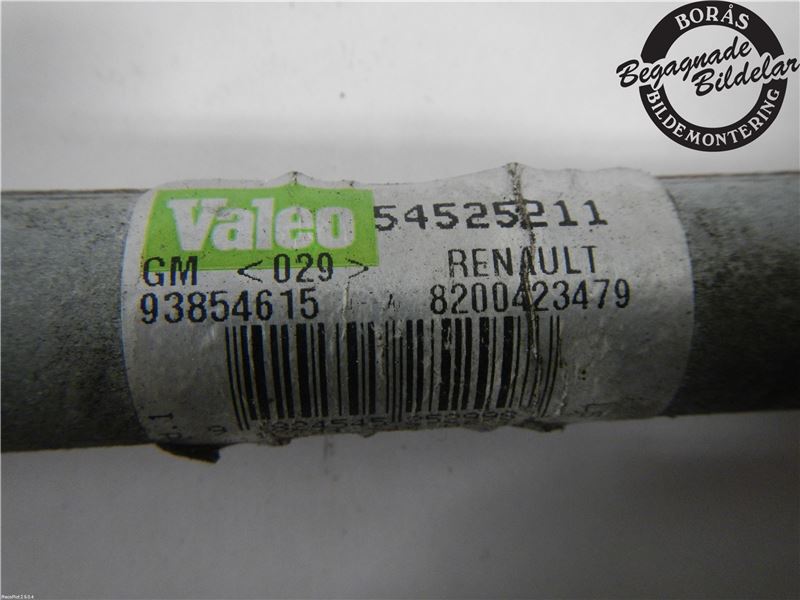 BORÅS
Begagnade
Bildelar
BILDEMONTERING
Valeo 54525211
GM <029> RENAULT
93854615 8200423479